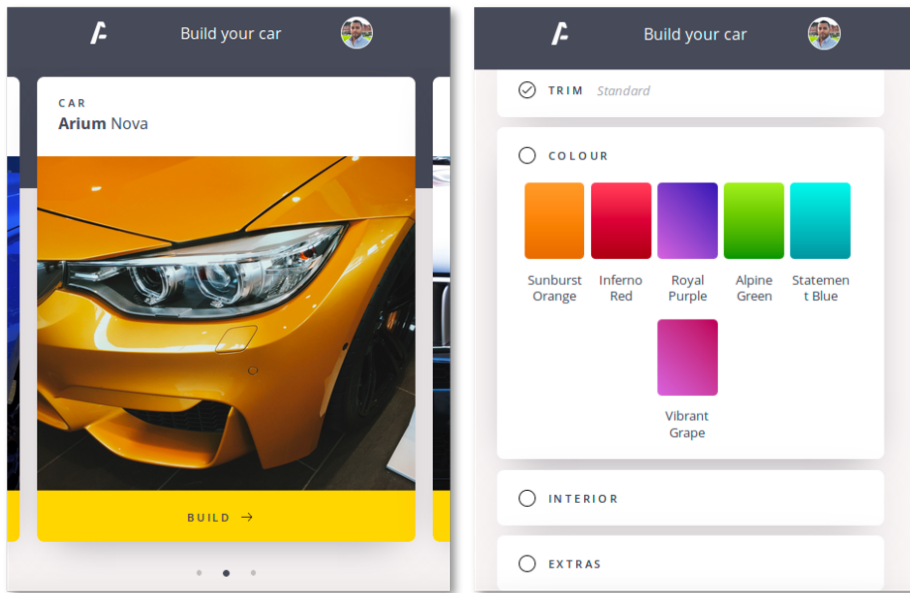 Build your car
CAR
Arium Nova
BUILD →
Build your car
TRIM Standard
COLOUR
Sunburst
Orange
Inferno
Red
Royal
Purple
Alpine
Green
Statemen
t Blue
Vibrant
Grape
INTERIOR
EXTRAS